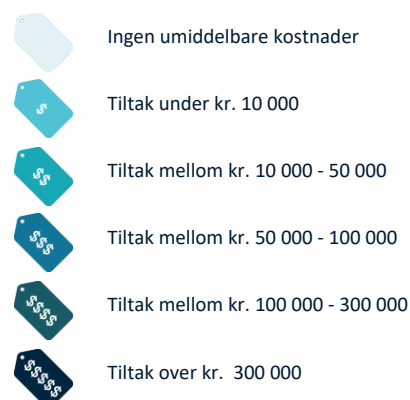 Ingen umiddelbare kostnader
$
Tiltak under kr. 10 000
$$
Tiltak mellom kr. 10 000 - 50 000
$$$
Tiltak mellom kr. 50 000 - 100 000
$$$$
Tiltak mellom kr. 100 000 - 300 000
$$$$$
Tiltak over kr.  300 000